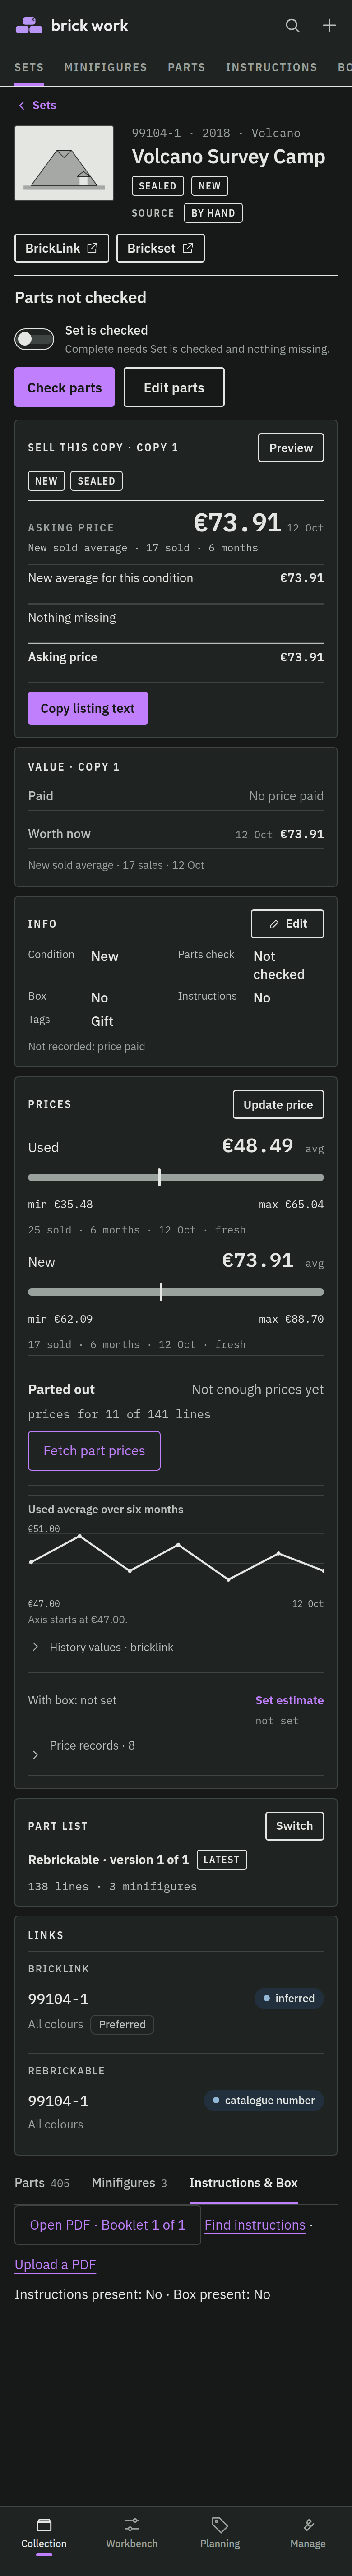 brick work
SETS MINIFIGURES PARTS INSTRUCTIONS BO
Sets
99104-1 · 2018 · Volcano
Volcano Survey Camp
SEALED NEW
SOURCE BY HAND
BrickLink Brickset
Parts not checked
Set is checked
Complete needs Set is checked and nothing missing.
Check parts Edit parts
SELL THIS COPY · COPY 1 Preview
NEW SEALED
ASKING PRICE €73.91 12 Oct
New sold average · 17 sold · 6 months
New average for this condition €73.91
Nothing missing
Asking price €73.91
Copy listing text
VALUE · COPY 1
Paid No price paid
Worth now 12 Oct €73.91
New sold average · 17 sales · 12 Oct
INFO Edit
Condition New Parts check Not checked
Box No Instructions No
Tags Gift
Not recorded: price paid
PRICES Update price
Used €48.49 avg
min €35.48 max €65.04
25 sold · 6 months · 12 Oct · fresh
New €73.91 avg
min €62.09 max €88.70
17 sold · 6 months · 12 Oct · fresh
Parted out Not enough prices yet
prices for 11 of 141 lines
Fetch part prices
Used average over six months
€51.00
€47.00 12 Oct
Axis starts at €47.00.
History values · bricklink
With box: not set Set estimate
not set
Price records · 8
PART LIST Switch
Rebrickable · version 1 of 1 LATEST
138 lines · 3 minifigures
LINKS
BRICKLINK
99104-1 inferred
All colours Preferred
REBRICKABLE
99104-1 catalogue number
All colours
Parts 405 Minifigures 3 Instructions & Box
Open PDF · Booklet 1 of 1 Find instructions ·
Upload a PDF
Instructions present: No · Box present: No
Collection Workbench Planning Manage